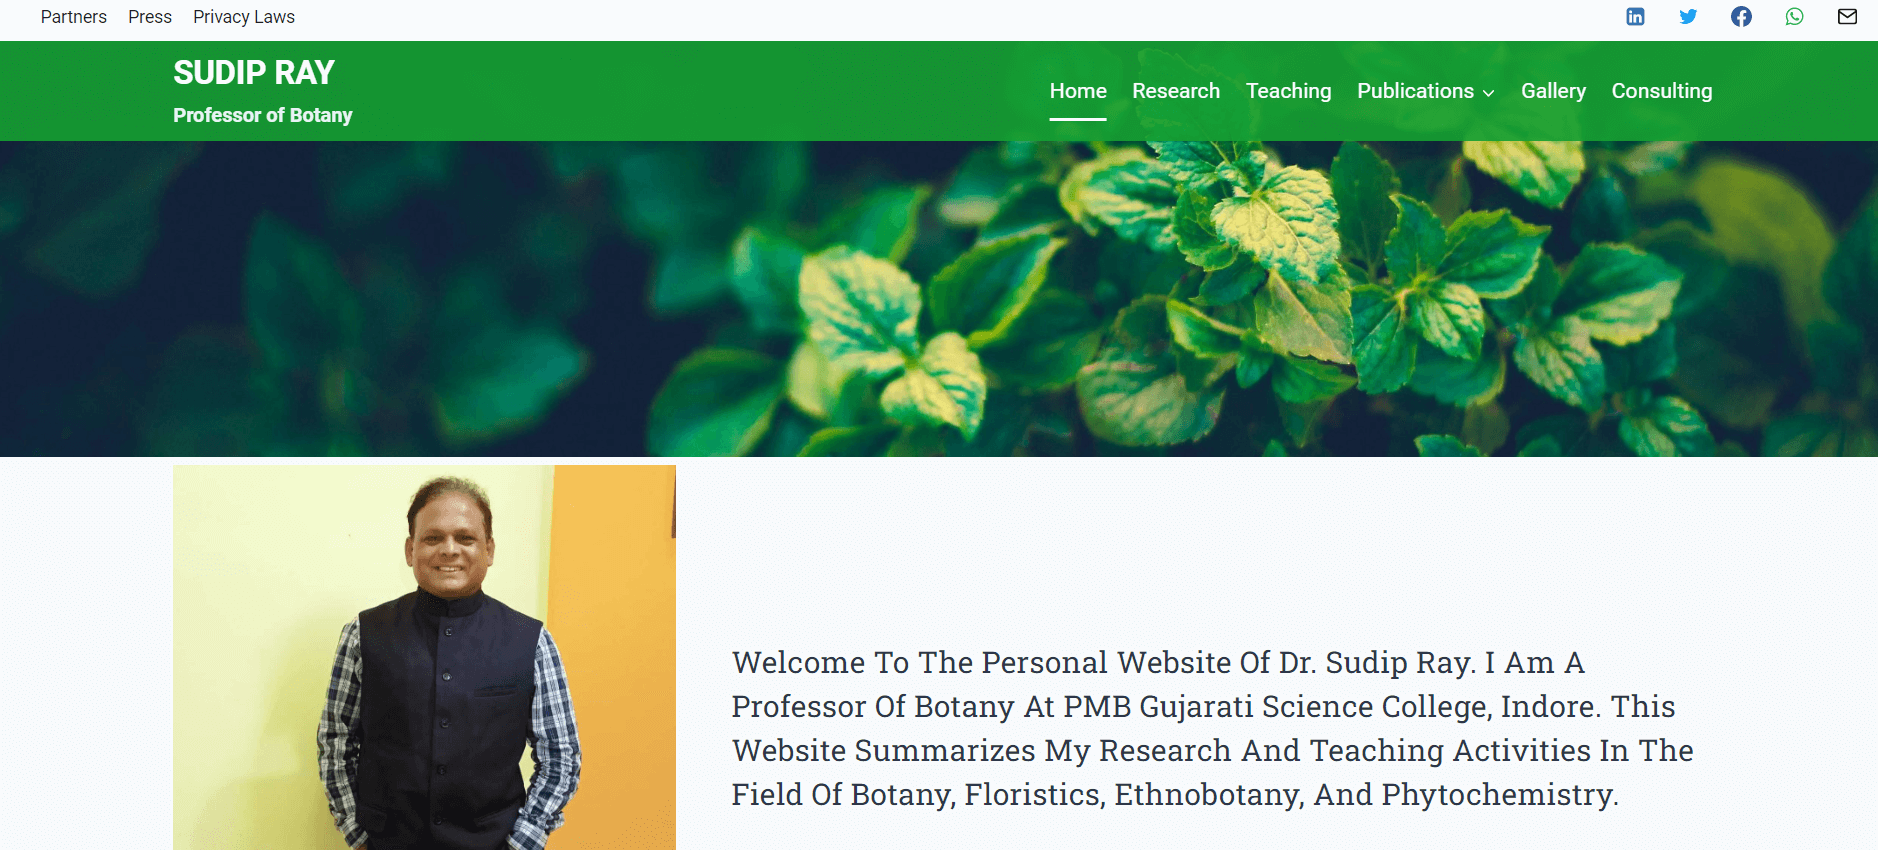 Partners Press Privacy Laws
SUDIP RAY
Professor of Botany
Home Research Teaching Publications Gallery Consulting
Welcome To The Personal Website Of Dr. Sudip Ray. I Am A
Professor Of Botany At PMB Gujarati Science College, Indore. This
Website Summarizes My Research And Teaching Activities In The
Field Of Botany, Floristics, Ethnobotany, And Phytochemistry.